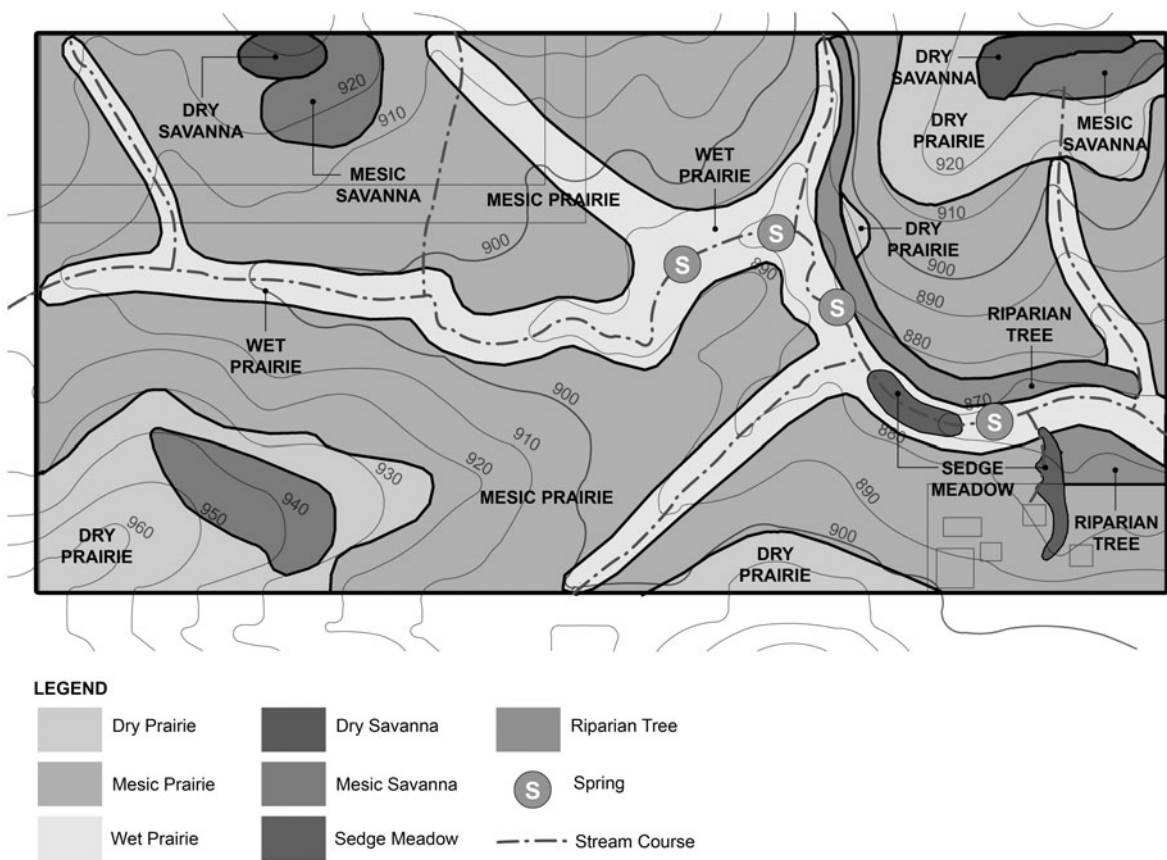 DRY
SAVANNA
920
910
MESIC
SAVANNA
MESIC PRAIRIE
900
WET
PRAIRIE
DRY
SAVANNA
DRY
PRAIRIE
920
MESIC
SAVANNA
910
DRY
PRAIRIE
900
S
S
890
890
S
880
RIPARIAN
TREE
WET
PRAIRIE
900
910
920
930
940
950
960
DRY
PRAIRIE
MESIC PRAIRIE
870
S
880
SEDGE
MEADOW
890
900
DRY
PRAIRIE
RIPARIAN
TREE
LEGEND
Dry Prairie
Mesic Prairie
Wet Prairie
Dry Savanna
Mesic Savanna
Sedge Meadow
Riparian Tree
S
Spring
Stream Course